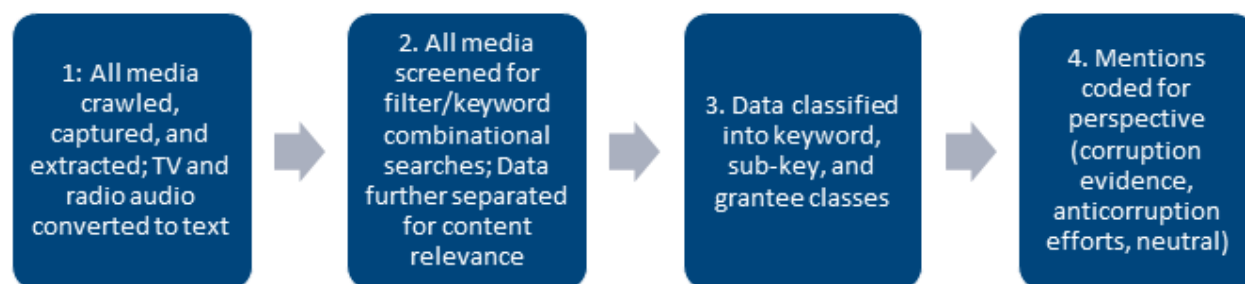 1: All media
crawled,
captured, and
extracted; TV and
radio audio
converted to text
2. All media
screened for
filter/keyword
combinational
searches; Data
further separated
for content
relevance
3. Data classified
into keyword,
sub-key, and
grantee classes
4. Mentions
coded for
perspective
(corruption
evidence,
anticorruption
efforts, neutral)